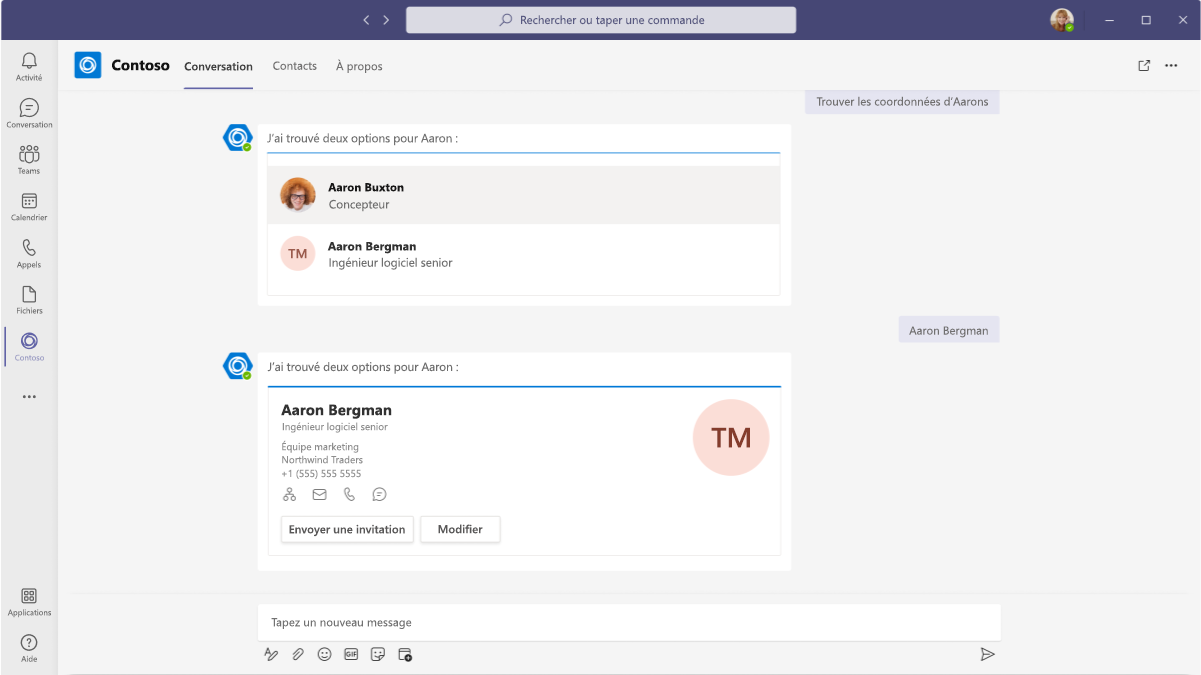 Rechercher ou taper une commande
Activité
Conversation
Teams
Calendrier
Appels
Fichiers
Contoso
Applications
Aide
Contoso
Conversation
Contacts
À propos
Trouver les coordonnées d'Aarons
J'ai trouvé deux options pour Aaron :
Aaron Buxton
Concepteur
TM
Aaron Bergman
Ingénieur logiciel senior
Aaron Bergman
J'ai trouvé deux options pour Aaron :
Aaron Bergman
Ingénieur logiciel senior
Équipe marketing
Northwind Traders
+1 (555) 555 5555
TM
Envoyer une invitation
Modifier
Tapez un nouveau message
GIF